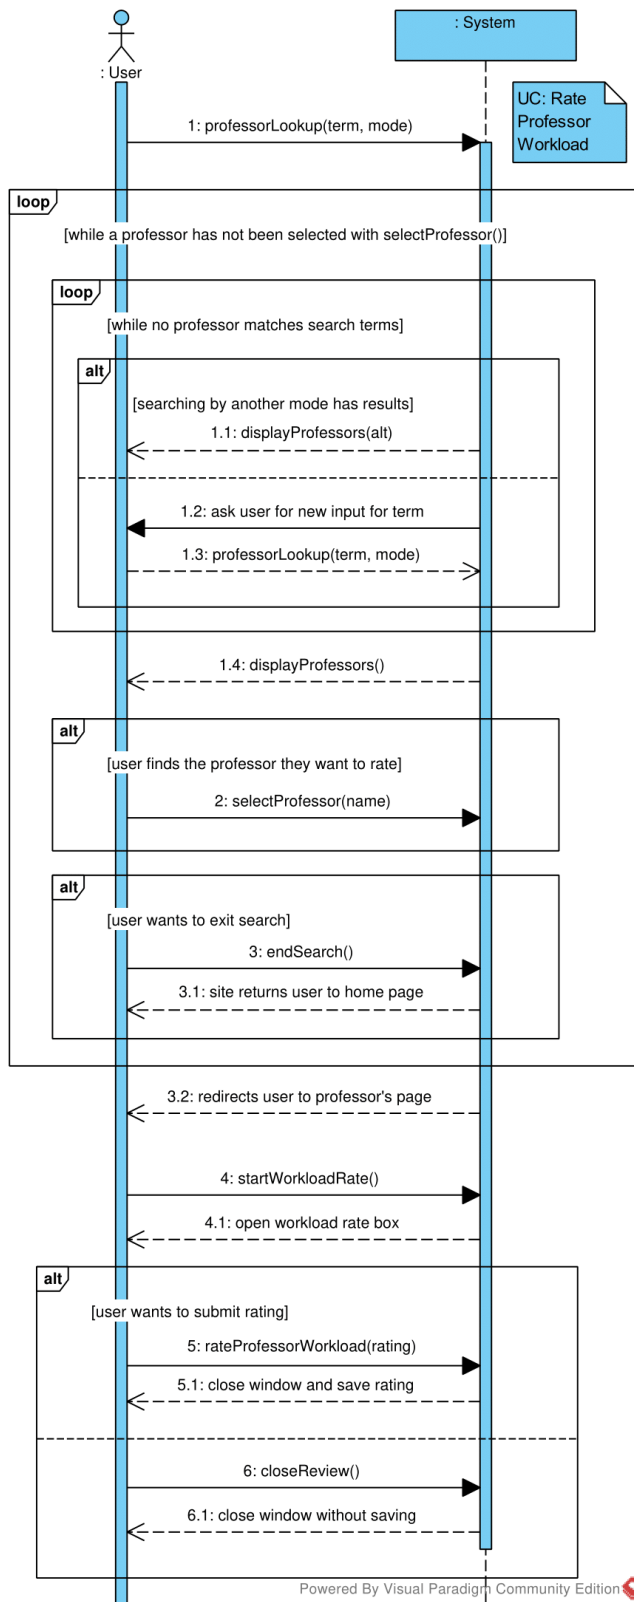 : System
: User
UC: Rate
Professor
Workload
1: professorLookup(term, mode)
loop
[while a professor has not been selected with selectProfessor()]
loop
[while no professor matches search terms]
alt
[searching by another mode has results]
1.1: displayProfessors(alt)
1.2: ask user for new input for term
1.3: professorLookup(term, mode)
1.4: displayProfessors()
alt
[user finds the professor they want to rate]
2: selectProfessor(name)
alt
[user wants to exit search]
3: endSearch()
3.1: site returns user to home page
3.2: redirects user to professor's page
4: startWorkloadRate()
4.1: open workload rate box
alt
[user wants to submit rating]
5: rateProfessorWorkload(rating)
5.1: close window and save rating
6: closeReview()
6.1: close window without saving
Powered By Visual Paradigm Community Edition